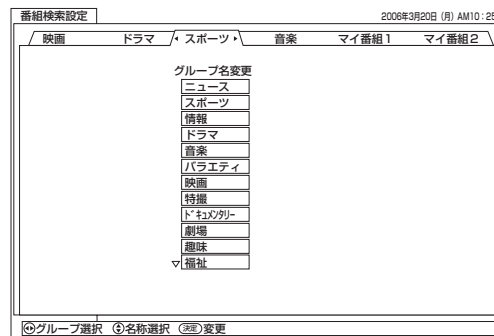 番組検索設定
2006年3月20日 (月) AM10:25
映画 ドラマ スポーツ 音楽 マイ番組1 マイ番組2
グループ名変更
ニュース
スポーツ
情報
ドラマ
音楽
バラエティ
映画
特撮
ドキュメンタリー
劇場
趣味
福祉
グループ選択 名称選択 決定 変更